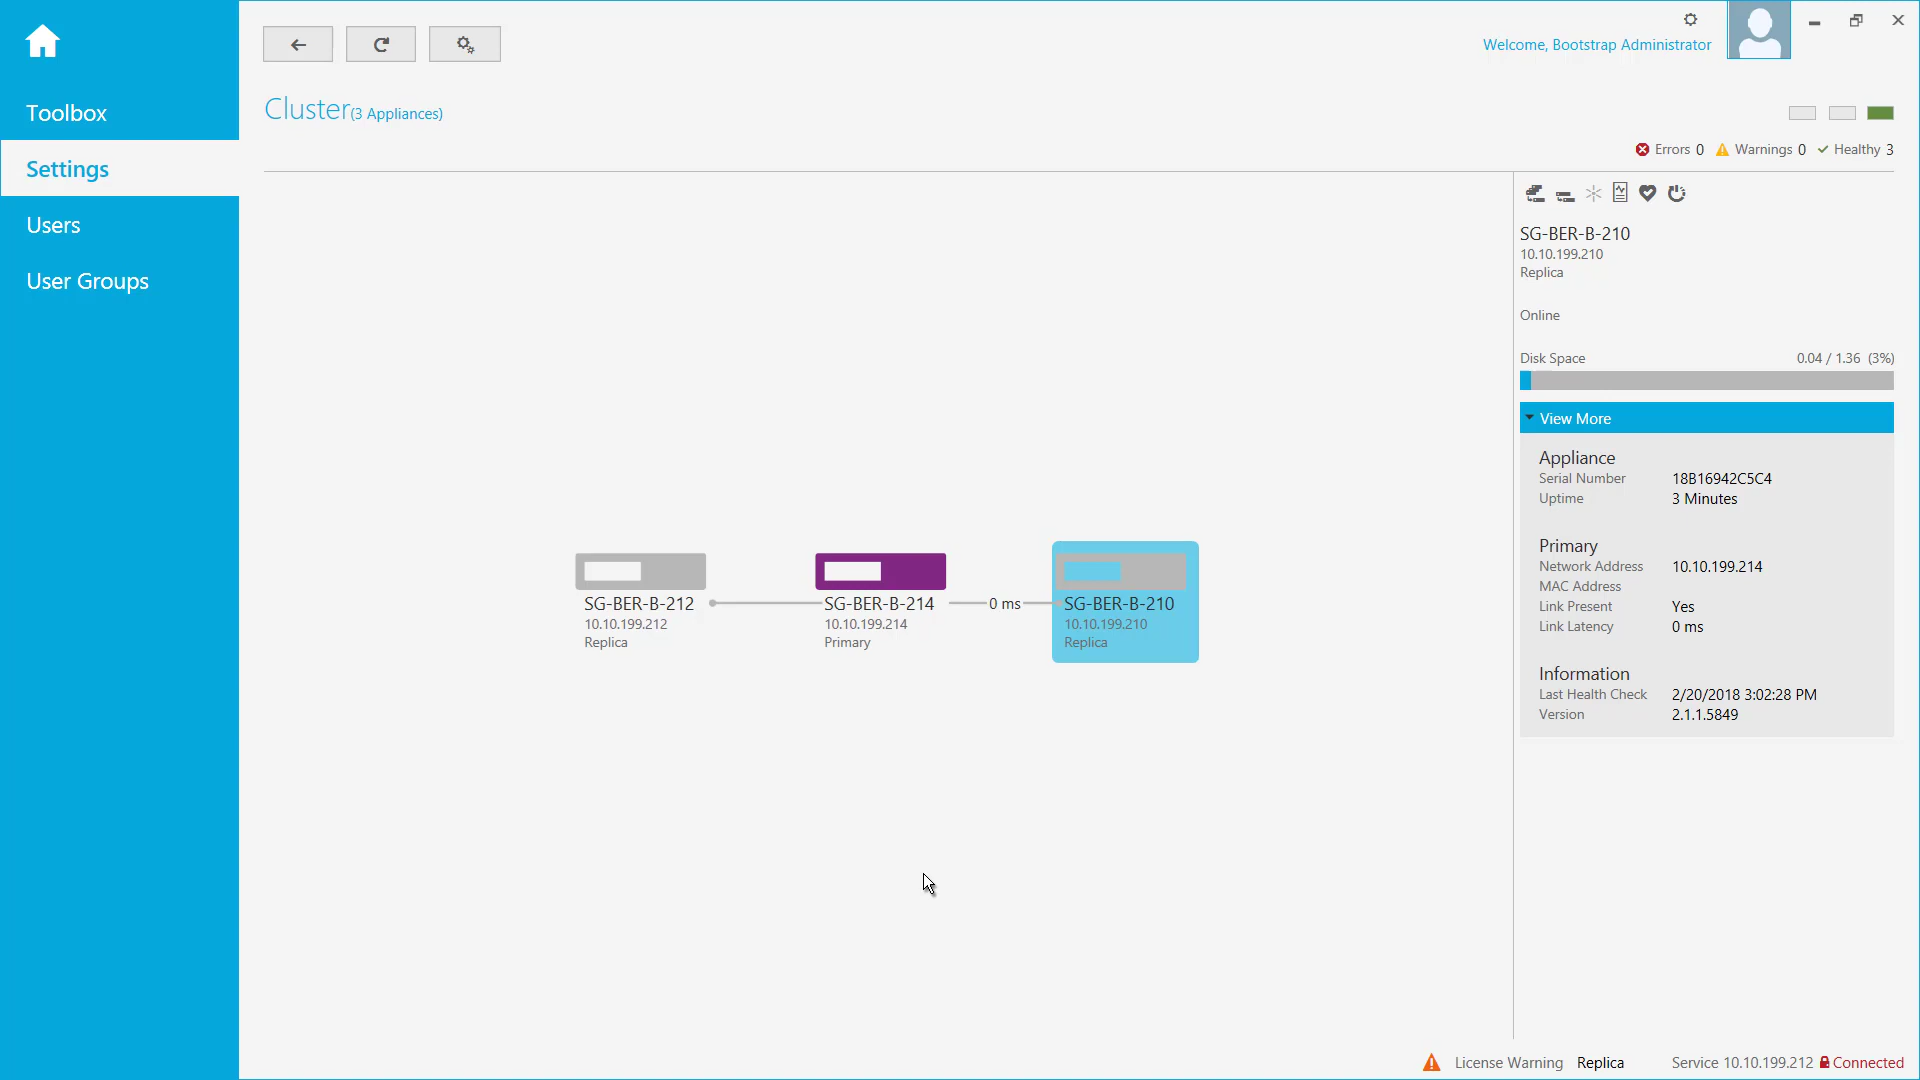 Toolbox
Settings
Users
User Groups
Welcome, Bootstrap Administrator
Cluster(3 Appliances)
Errors 0 Warnings 0 Healthy 3
SG-BER-B-210
10.10.199.210
Replica
Online
Disk Space 0.04 / 1.36 (3%)
View More
Appliance
Serial Number 18B16942C5C4
Uptime 3 Minutes
Primary
Network Address 10.10.199.214
MAC Address
Link Present Yes
Link Latency 0 ms
Information
Last Health Check 2/20/2018 3:02:28 PM
Version 2.1.1.5849
SG-BER-B-212
10.10.199.212
Replica
SG-BER-B-214
10.10.199.214
Primary
0 ms
SG-BER-B-210
10.10.199.210
Replica
License Warning Replica Service 10.10.199.212 Connected